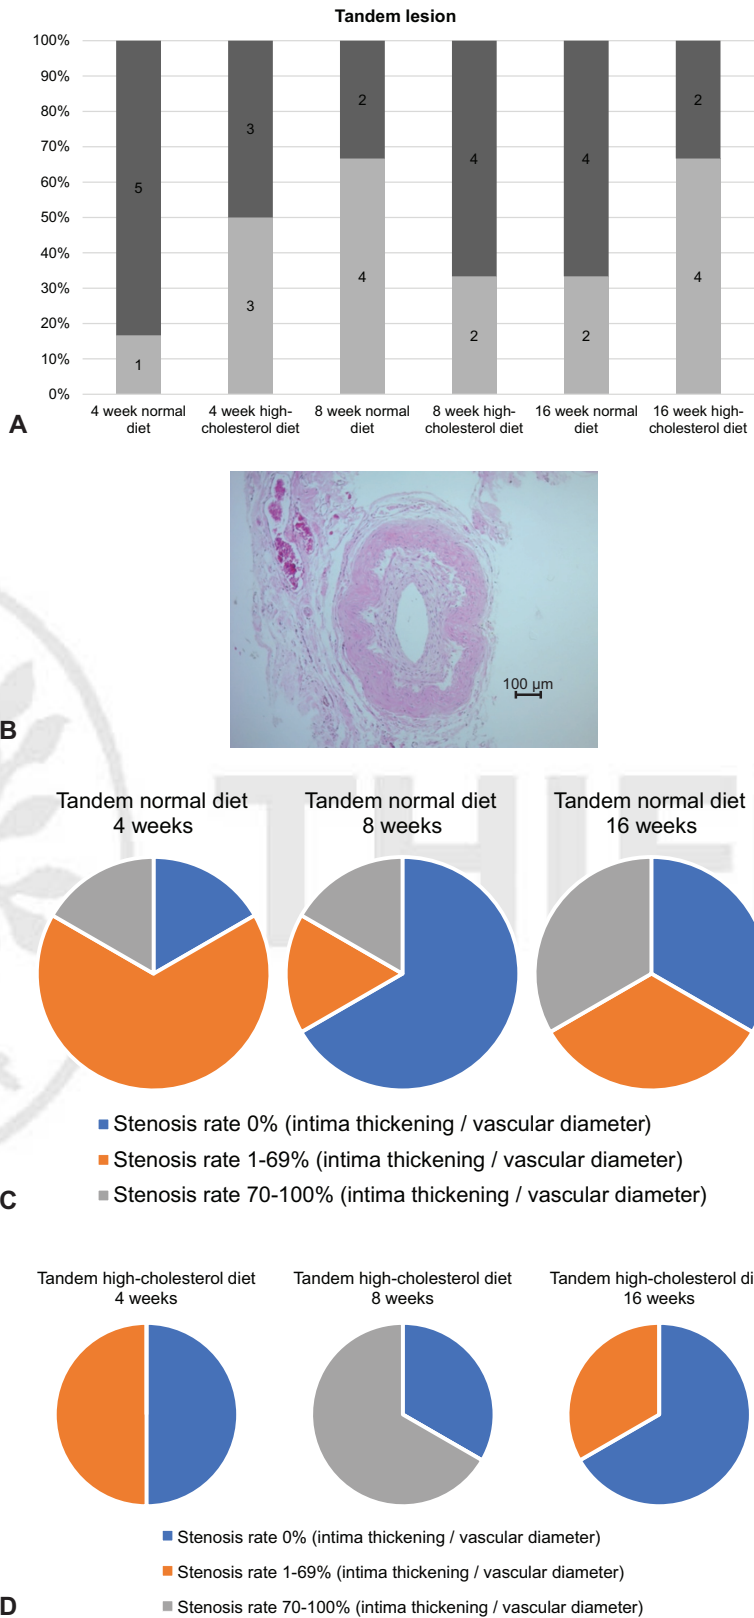 Tandem lesion
100%
90%
80%
70%
60%
50%
40%
30%
20%
10%
0%
5
3
2
4
4
2
1
3
4
2
2
4
4 week normal diet
4 week high-cholesterol diet
8 week normal diet
8 week high-cholesterol diet
16 week normal diet
16 week high-cholesterol diet
A
100 µm
B
Tandem normal diet
4 weeks
Tandem normal diet
8 weeks
Tandem normal diet
16 weeks
Stenosis rate 0% (intima thickening / vascular diameter)
Stenosis rate 1-69% (intima thickening / vascular diameter)
Stenosis rate 70-100% (intima thickening / vascular diameter)
C
Tandem high-cholesterol diet
4 weeks
Tandem high-cholesterol diet
8 weeks
Tandem high-cholesterol di
16 weeks
Stenosis rate 0% (intima thickening / vascular diameter)
Stenosis rate 1-69% (intima thickening / vascular diameter)
Stenosis rate 70-100% (intima thickening / vascular diameter)
D